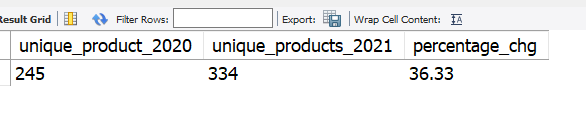 Result Grid Filter Rows: Export: Wrap Cell Content:
unique_product_2020 unique_products_2021 percentage_chg
245 334 36.33